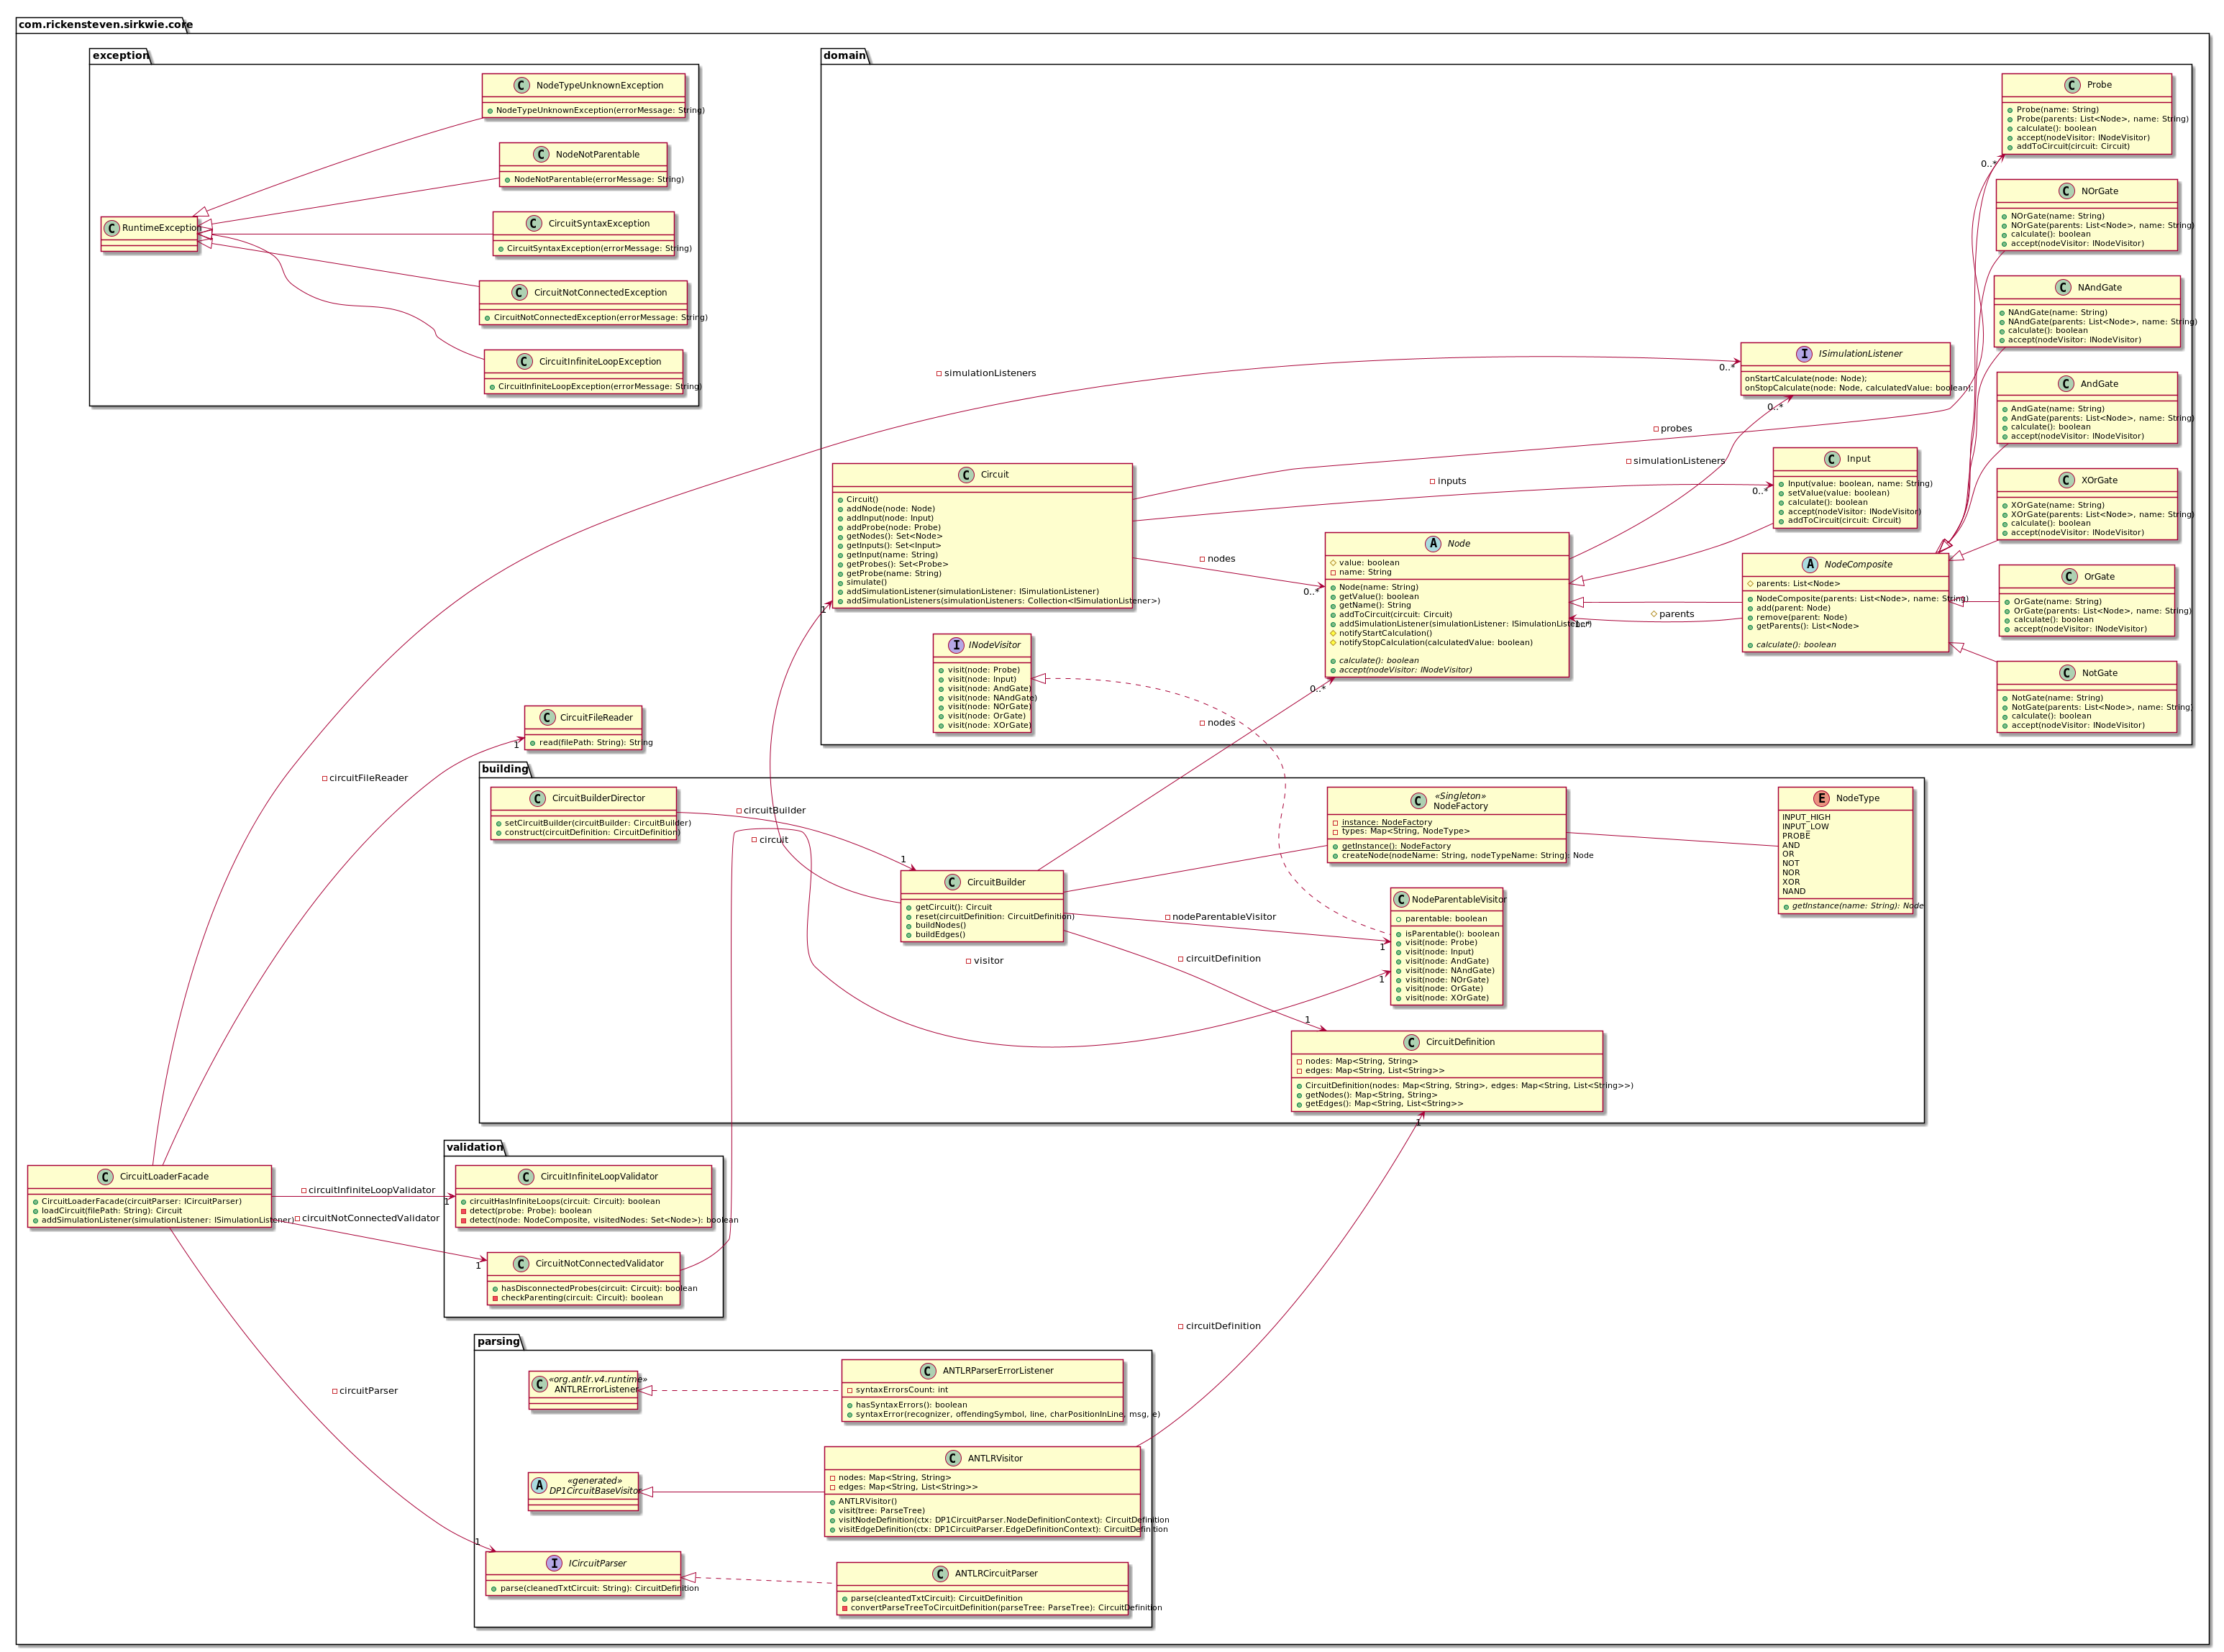 com.rickensteven.sirkwie.core
exception
NodeTypeUnknownException
NodeTypeUnknownException(errorMessage: String)
NodeNotParentable
NodeNotParentable(errorMessage: String)
RuntimeException
CircuitSyntaxException
CircuitSyntaxException(errorMessage: String)
CircuitNotConnectedException
CircuitNotConnectedException(errorMessage: String)
CircuitInfiniteLoopException
CircuitInfiniteLoopException(errorMessage: String)
domain
Probe
Probe(name: String)
Probe(parents: List<Node>, name: String)
calculate(): boolean
accept(nodeVisitor: INodeVisitor)
addToCircuit(circuit: Circuit)
0..*
NOrGate
NOrGate(name: String)
NOrGate(parents: List<Node>, name: String)
calculate(): boolean
accept(nodeVisitor: INodeVisitor)
NAndGate
NAndGate(name: String)
NAndGate(parents: List<Node>, name: String)
calculate(): boolean
accept(nodeVisitor: INodeVisitor)
ISimulationListener
onStartCalculate(node: Node);
onStopCalculate(node: Node, calculatedValue: boolean);
simulationListeners
0..*
0..*
AndGate
AndGate(name: String)
AndGate(parents: List<Node>, name: String)
calculate(): boolean
accept(nodeVisitor: INodeVisitor)
probes
simulationListeners
inputs
0..*
Input
Input(value: boolean, name: String)
setValue(value: boolean)
calculate(): boolean
accept(nodeVisitor: INodeVisitor)
addToCircuit(circuit: Circuit)
Circuit
Circuit()
addNode(node: Node)
addInput(node: Input)
addProbe(node: Probe)
getNodes(): Set<Node>
getInputs(): Set<Input>
getInput(name: String)
getProbes(): Set<Probe>
getProbe(name: String)
simulate()
addSimulationListener(simulationListener: ISimulationListener)
addSimulationListeners(simulationListeners: Collection<ISimulationListener>)
1
nodes
0..*
XOrGate
XOrGate(name: String)
XOrGate(parents: List<Node>, name: String)
calculate(): boolean
accept(nodeVisitor: INodeVisitor)
Node
value: boolean
name: String
Node(name: String)
getValue(): boolean
getName(): String
addToCircuit(circuit: Circuit)
addSimulationListener(simulationListener: ISimulationListener)
notifyStartCalculation()
notifyStopCalculation(calculatedValue: boolean)
calculate(): boolean
accept(nodeVisitor: INodeVisitor)
1..*
parents
NodeComposite
parents: List<Node>
NodeComposite(parents: List<Node>, name: String)
add(parent: Node)
remove(parent: Node)
getParents(): List<Node>
calculate(): boolean
OrGate
OrGate(name: String)
OrGate(parents: List<Node>, name: String)
calculate(): boolean
accept(nodeVisitor: INodeVisitor)
NotGate
NotGate(name: String)
NotGate(parents: List<Node>, name: String)
calculate(): boolean
accept(nodeVisitor: INodeVisitor)
INodeVisitor
visit(node: Probe)
visit(node: Input)
visit(node: AndGate)
visit(node: NAndGate)
visit(node: NOrGate)
visit(node: OrGate)
visit(node: XOrGate)
0..*
nodes
CircuitFileReader
read(filePath: String): String
1
circuitFileReader
building
CircuitBuilderDirector
setCircuitBuilder(circuitBuilder: CircuitBuilder)
construct(circuitDefinition: CircuitDefinition)
circuitBuilder
1
circuit
CircuitBuilder
getCircuit(): Circuit
reset(circuitDefinition: CircuitDefinition)
buildNodes()
buildEdges()
«Singleton»
NodeFactory
instance: NodeFactory
types: Map<String, NodeType>
getInstance(): NodeFactory
createNode(nodeName: String, nodeTypeName: String): Node
NodeType
INPUT_HIGH
INPUT_LOW
PROBE
AND
OR
NOT
NOR
XOR
NAND
getInstance(name: String): Node
nodeParentableVisitor
1
NodeParentableVisitor
parentable: boolean
isParentable(): boolean
visit(node: Probe)
visit(node: Input)
visit(node: AndGate)
visit(node: NAndGate)
visit(node: NOrGate)
visit(node: OrGate)
visit(node: XOrGate)
visitor
1
circuitDefinition
1
CircuitDefinition
nodes: Map<String, String>
edges: Map<String, List<String>>
CircuitDefinition(nodes: Map<String, String>, edges: Map<String, List<String>>)
getNodes(): Map<String, String>
getEdges(): Map<String, List<String>>
1
CircuitLoaderFacade
CircuitLoaderFacade(circuitParser: ICircuitParser)
loadCircuit(filePath: String): Circuit
addSimulationListener(simulationListener: ISimulationListener)
circuitInfiniteLoopValidator
1
circuitNotConnectedValidator
1
validation
CircuitInfiniteLoopValidator
circuitHasInfiniteLoops(circuit: Circuit): boolean
detect(probe: Probe): boolean
detect(node: NodeComposite, visitedNodes: Set<Node>): boolean
CircuitNotConnectedValidator
hasDisconnectedProbes(circuit: Circuit): boolean
checkParenting(circuit: Circuit): boolean
circuitDefinition
circuitParser
1
parsing
«org.antlr.v4.runtime»
ANTLRErrorListener
ANTLRParserErrorListener
syntaxErrorsCount: int
hasSyntaxErrors(): boolean
syntaxError(recognizer, offendingSymbol, line, charPositionInLine, msg, e)
«generated»
DP1CircuitBaseVisitor
ANTLRVisitor
nodes: Map<String, String>
edges: Map<String, List<String>>
ANTLRVisitor()
visit(tree: ParseTree)
visitNodeDefinition(ctx: DP1CircuitParser.NodeDefinitionContext): CircuitDefinition
visitEdgeDefinition(ctx: DP1CircuitParser.EdgeDefinitionContext): CircuitDefinition
ICircuitParser
parse(cleanedTxtCircuit: String): CircuitDefinition
ANTLRCircuitParser
parse(cleantedTxtCircuit): CircuitDefinition
convertParseTreeToCircuitDefinition(parseTree: ParseTree): CircuitDefinition